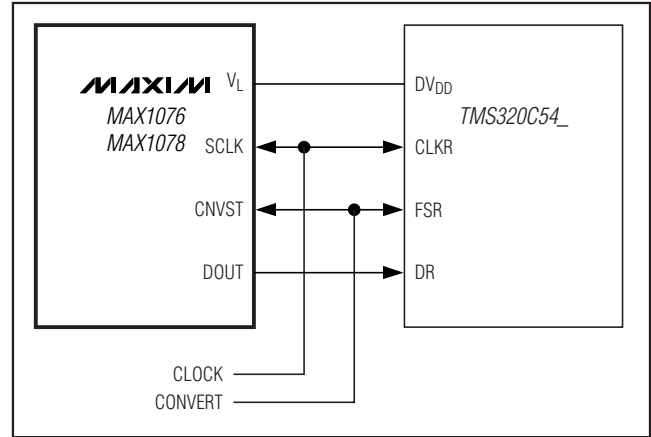 MAXIM
MAX1076
MAX1078
VL
SCLK
CNVST
DOUT
DVDD
TMS320C54_
CLKR
FSR
DR
CLOCK
CONVERT